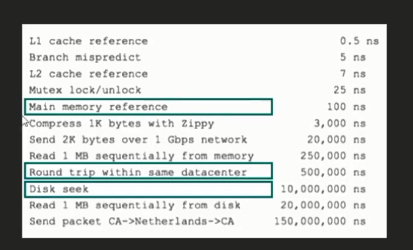 L1 cache reference 0.5 ns
Branch mispredict 5 ns
L2 cache reference 7 ns
Mutex lock/unlock 25 ns
Main memory reference 100 ns
Compress 1K bytes with Zippy 3,000 ns
Send 2K bytes over 1 Gbps network 20,000 ns
Read 1 MB sequentially from memory 250,000 ns
Round trip within same datacenter 500,000 ns
Disk seek 10,000,000 ns
Read 1 MB sequentially from disk 20,000,000 ns
Send packet CA->Netherlands->CA 150,000,000 ns